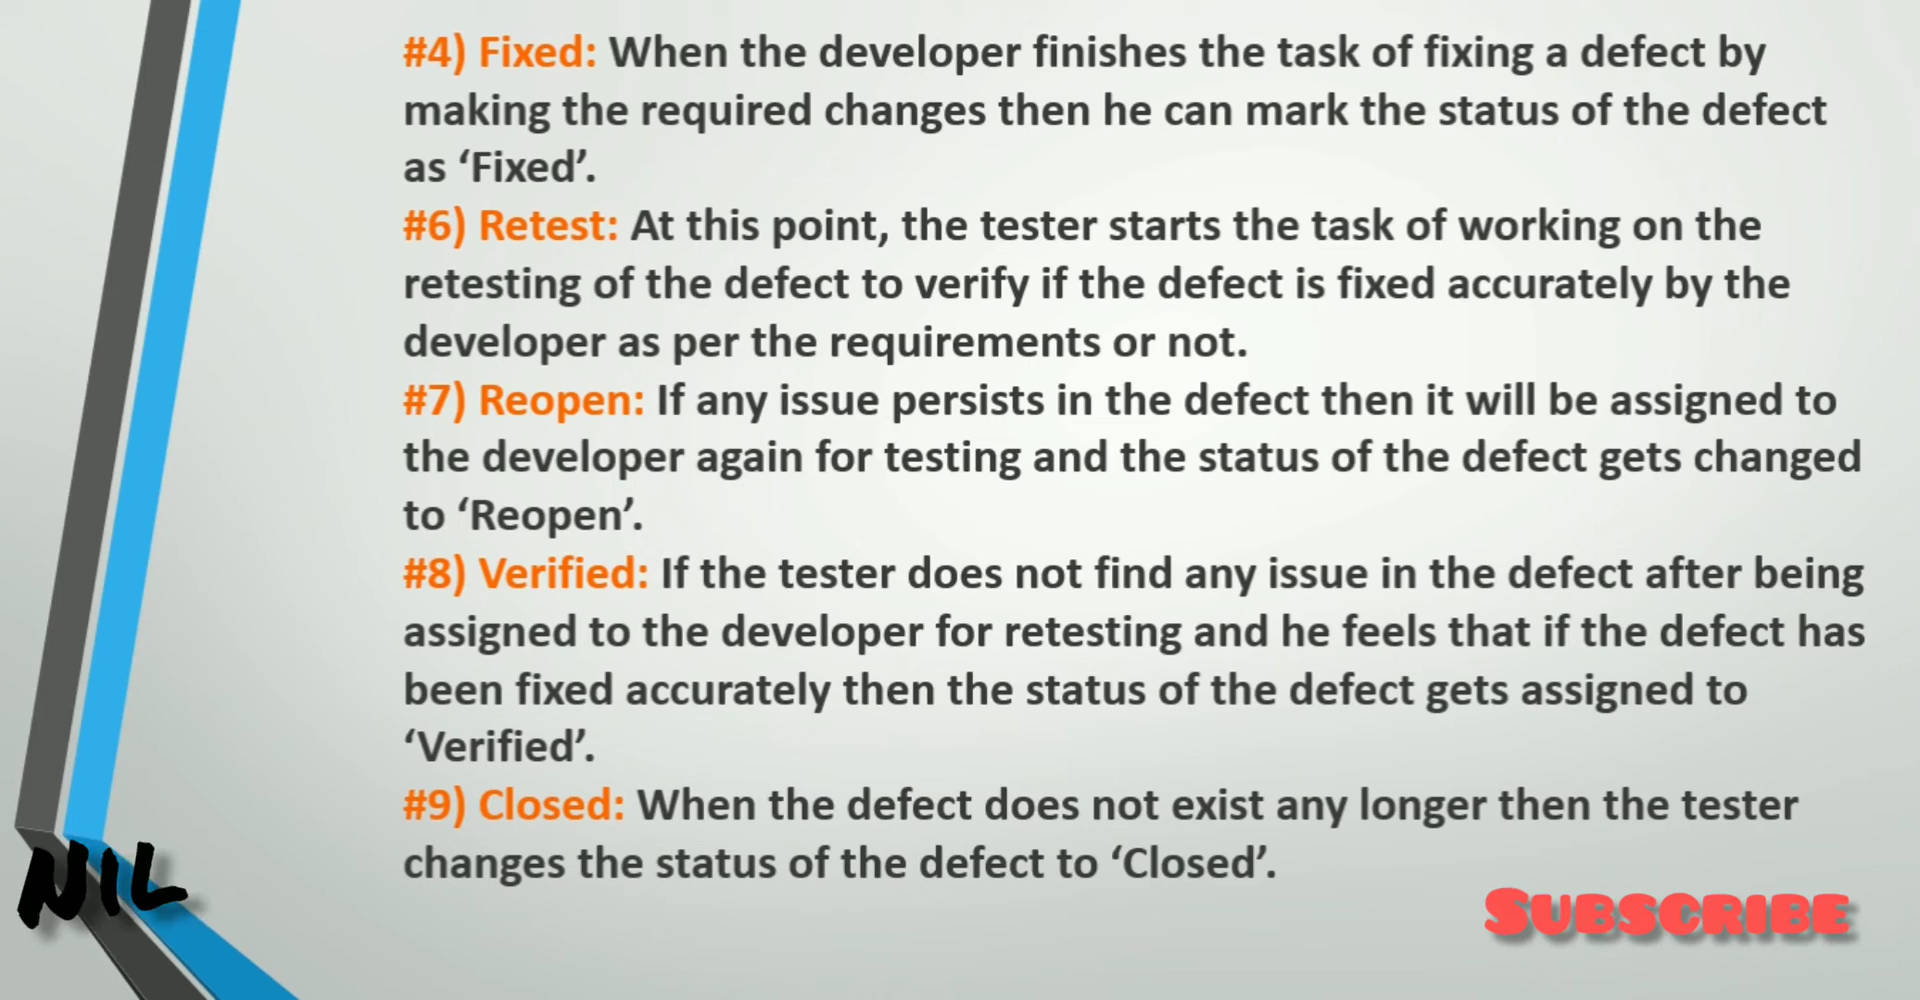 #4) Fixed: When the developer finishes the task of fixing a defect by
making the required changes then he can mark the status of the defect
as ‘Fixed’.
#6) Retest: At this point, the tester starts the task of working on the
retesting of the defect to verify if the defect is fixed accurately by the
developer as per the requirements or not.
#7) Reopen: If any issue persists in the defect then it will be assigned to
the developer again for testing and the status of the defect gets changed
to ‘Reopen’.
#8) Verified: If the tester does not find any issue in the defect after being
assigned to the developer for retesting and he feels that if the defect has
been fixed accurately then the status of the defect gets assigned to
‘Verified’.
#9) Closed: When the defect does not exist any longer then the tester
changes the status of the defect to ‘Closed’.
NIL
SUBSCRIBE